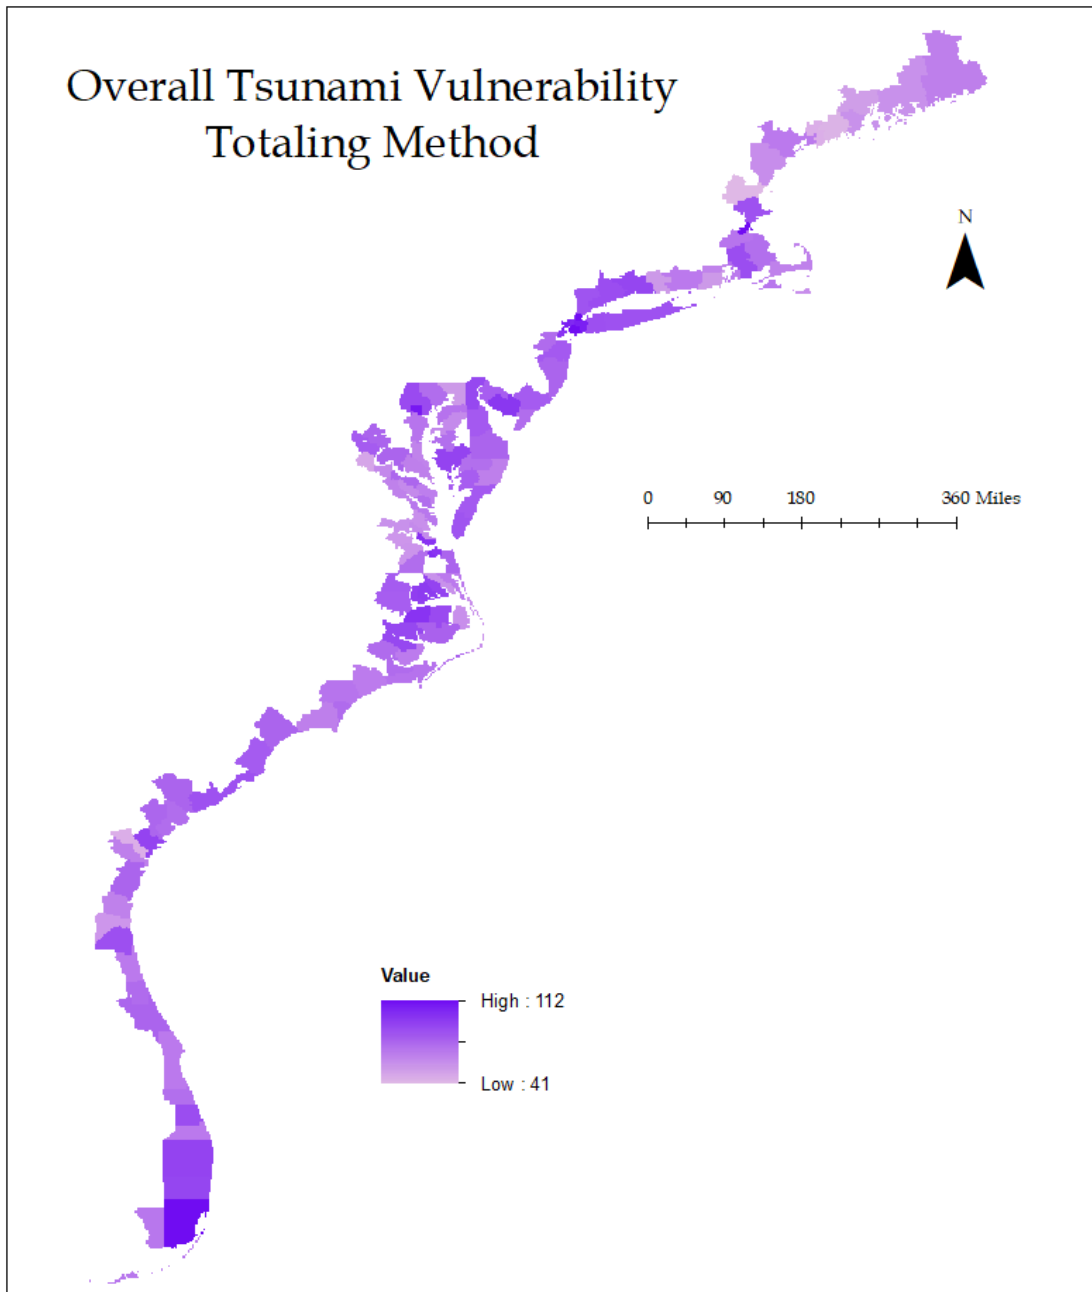 Overall Tsunami Vulnerability
Totaling Method
N
0 90 180 360 Miles
Value
High : 112
Low : 41